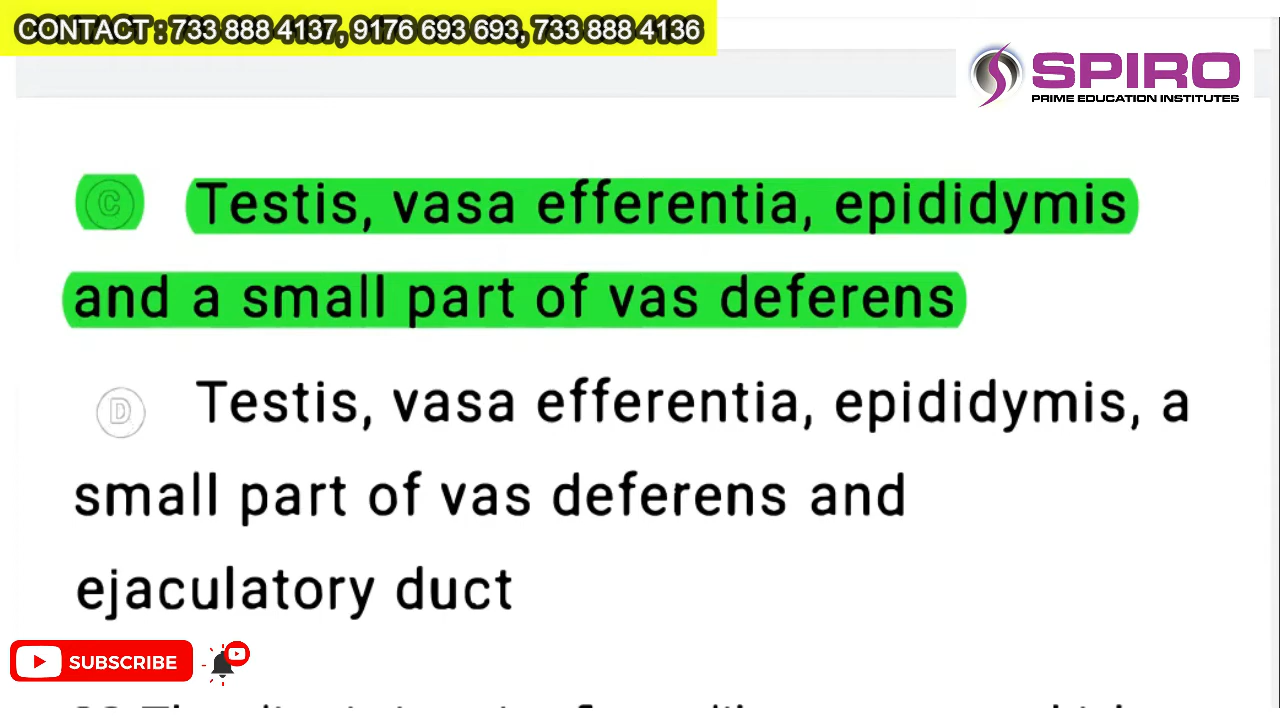 CONTACT : 733 888 4137, 9176 693 693, 733 888 4136
SPIRO
PRIME EDUCATION INSTITUTES
C Testis, vasa efferentia, epididymis
and a small part of vas deferens
D Testis, vasa efferentia, epididymis, a
small part of vas deferens and
ejaculatory duct
SUBSCRIBE